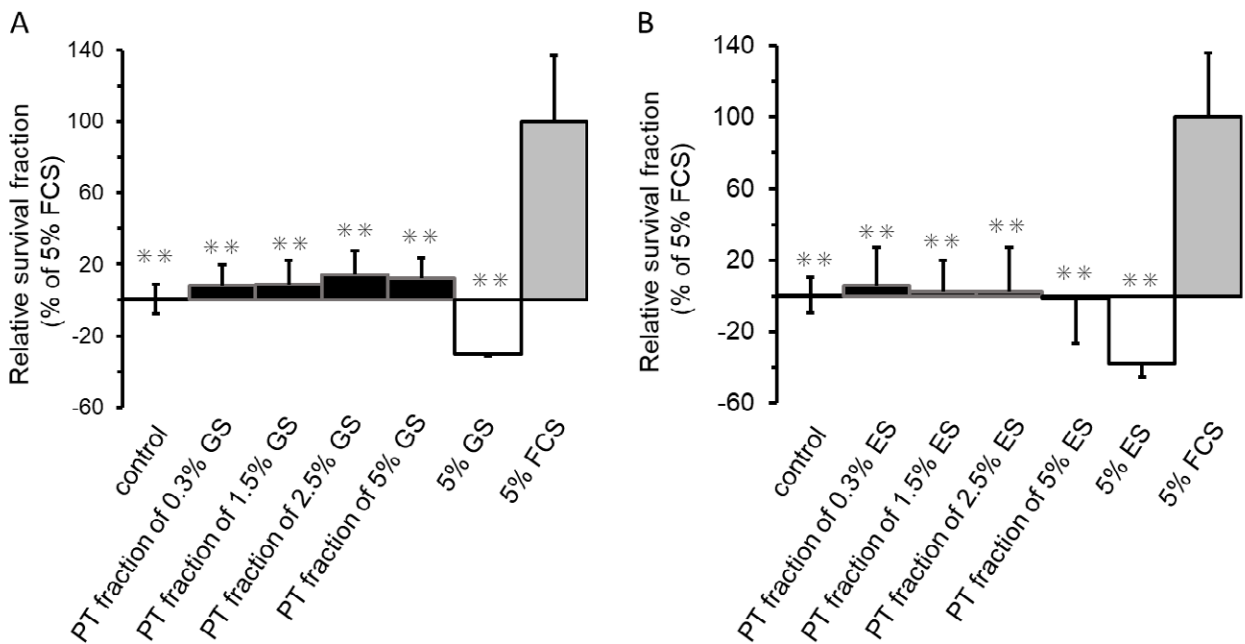 A
Relative survival fraction
(% of 5% FCS)
140
100
60
20
-20
-60
** ** ** ** ** **
control
PT fraction of 0.3% GS
PT fraction of 1.5% GS
PT fraction of 2.5% GS
PT fraction of 5% GS
5% GS
5% FCS
B
Relative survival fraction
(% of 5% FCS)
140
100
60
20
-20
-60
** ** ** ** ** **
control
PT fraction of 0.3% ES
PT fraction of 1.5% ES
PT fraction of 2.5% ES
PT fraction of 5% ES
5% ES
5% FCS